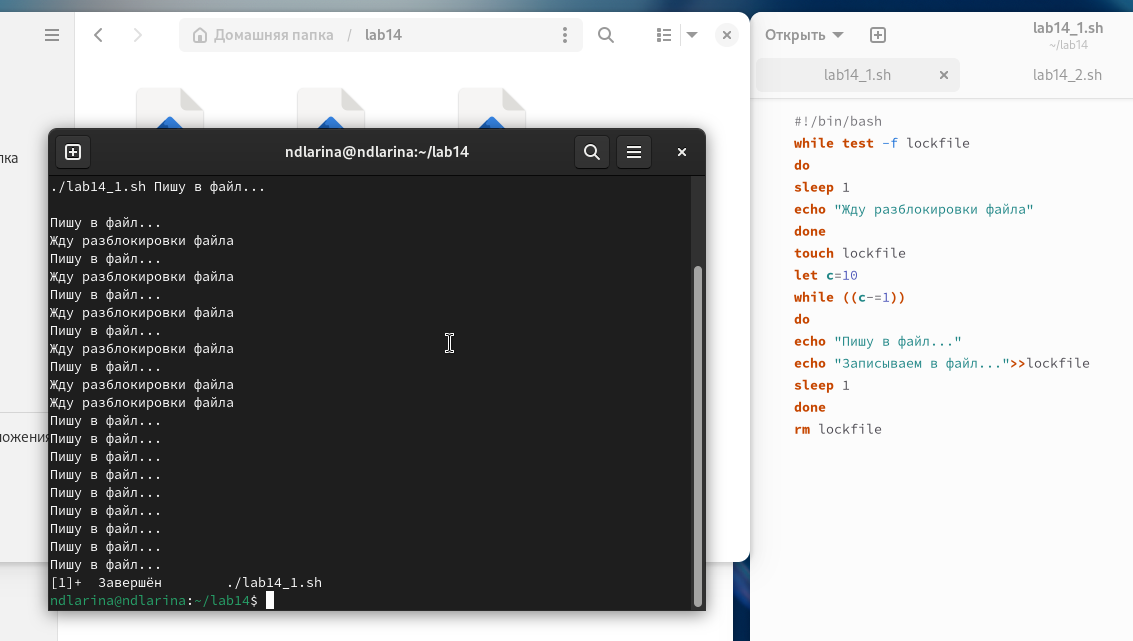 Домашняя папка / lab14
Открыть
lab14_1.sh
~/lab14
lab14_1.sh
lab14_2.sh
пка
ложения
ndlarina@ndlarina:~/lab14
./lab14_1.sh Пишу в файл...
Пишу в файл...
Жду разблокировки файла
Пишу в файл...
Жду разблокировки файла
Пишу в файл...
Жду разблокировки файла
Пишу в файл...
Жду разблокировки файла
Пишу в файл...
Жду разблокировки файла
Жду разблокировки файла
Пишу в файл...
Пишу в файл...
Пишу в файл...
Пишу в файл...
Пишу в файл...
Пишу в файл...
Пишу в файл...
Пишу в файл...
Пишу в файл...
[1]+  Завершён        ./lab14_1.sh
ndlarina@ndlarina:~/lab14$
#!/bin/bash
while test -f lockfile
do
sleep 1
echo "Жду разблокировки файла"
done
touch lockfile
let c=10
while ((c-=1))
do
echo "Пишу в файл..."
echo "Записываем в файл...">>lockfile
sleep 1
done
rm lockfile